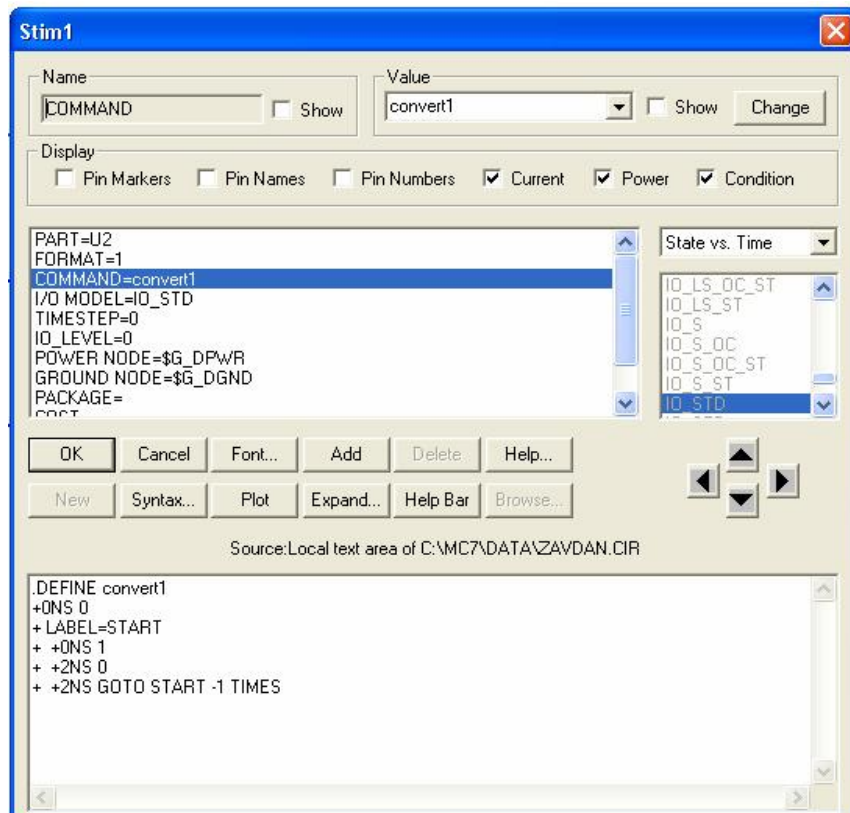 Stim1
Name
COMMAND
Show
Value
convert1
Show
Change
Display
Pin Markers
Pin Names
Pin Numbers
Current
Power
Condition
PART=U2
FORMAT=1
COMMAND=convert1
I/O MODEL=IO_STD
TIMESTEP=0
IO_LEVEL=0
POWER NODE=$G_DPWR
GROUND NODE=$G_DGND
PACKAGE=
State vs. Time
IO_LS_OC_ST
IO_LS_ST
IO_S
IO_S_OC
IO_S_OC_ST
IO_S_ST
IO_STD
OK
Cancel
Font...
Add
Delete
Help...
New
Syntax...
Plot
Expand...
Help Bar
Browse...
Source:Local text area of C:\MC7\DATA\ZAVDAN.CIR
.DEFINE convert1
+0NS 0
+ LABEL=START
+ +0NS 1
+ +2NS 0
+ +2NS GOTO START -1 TIMES